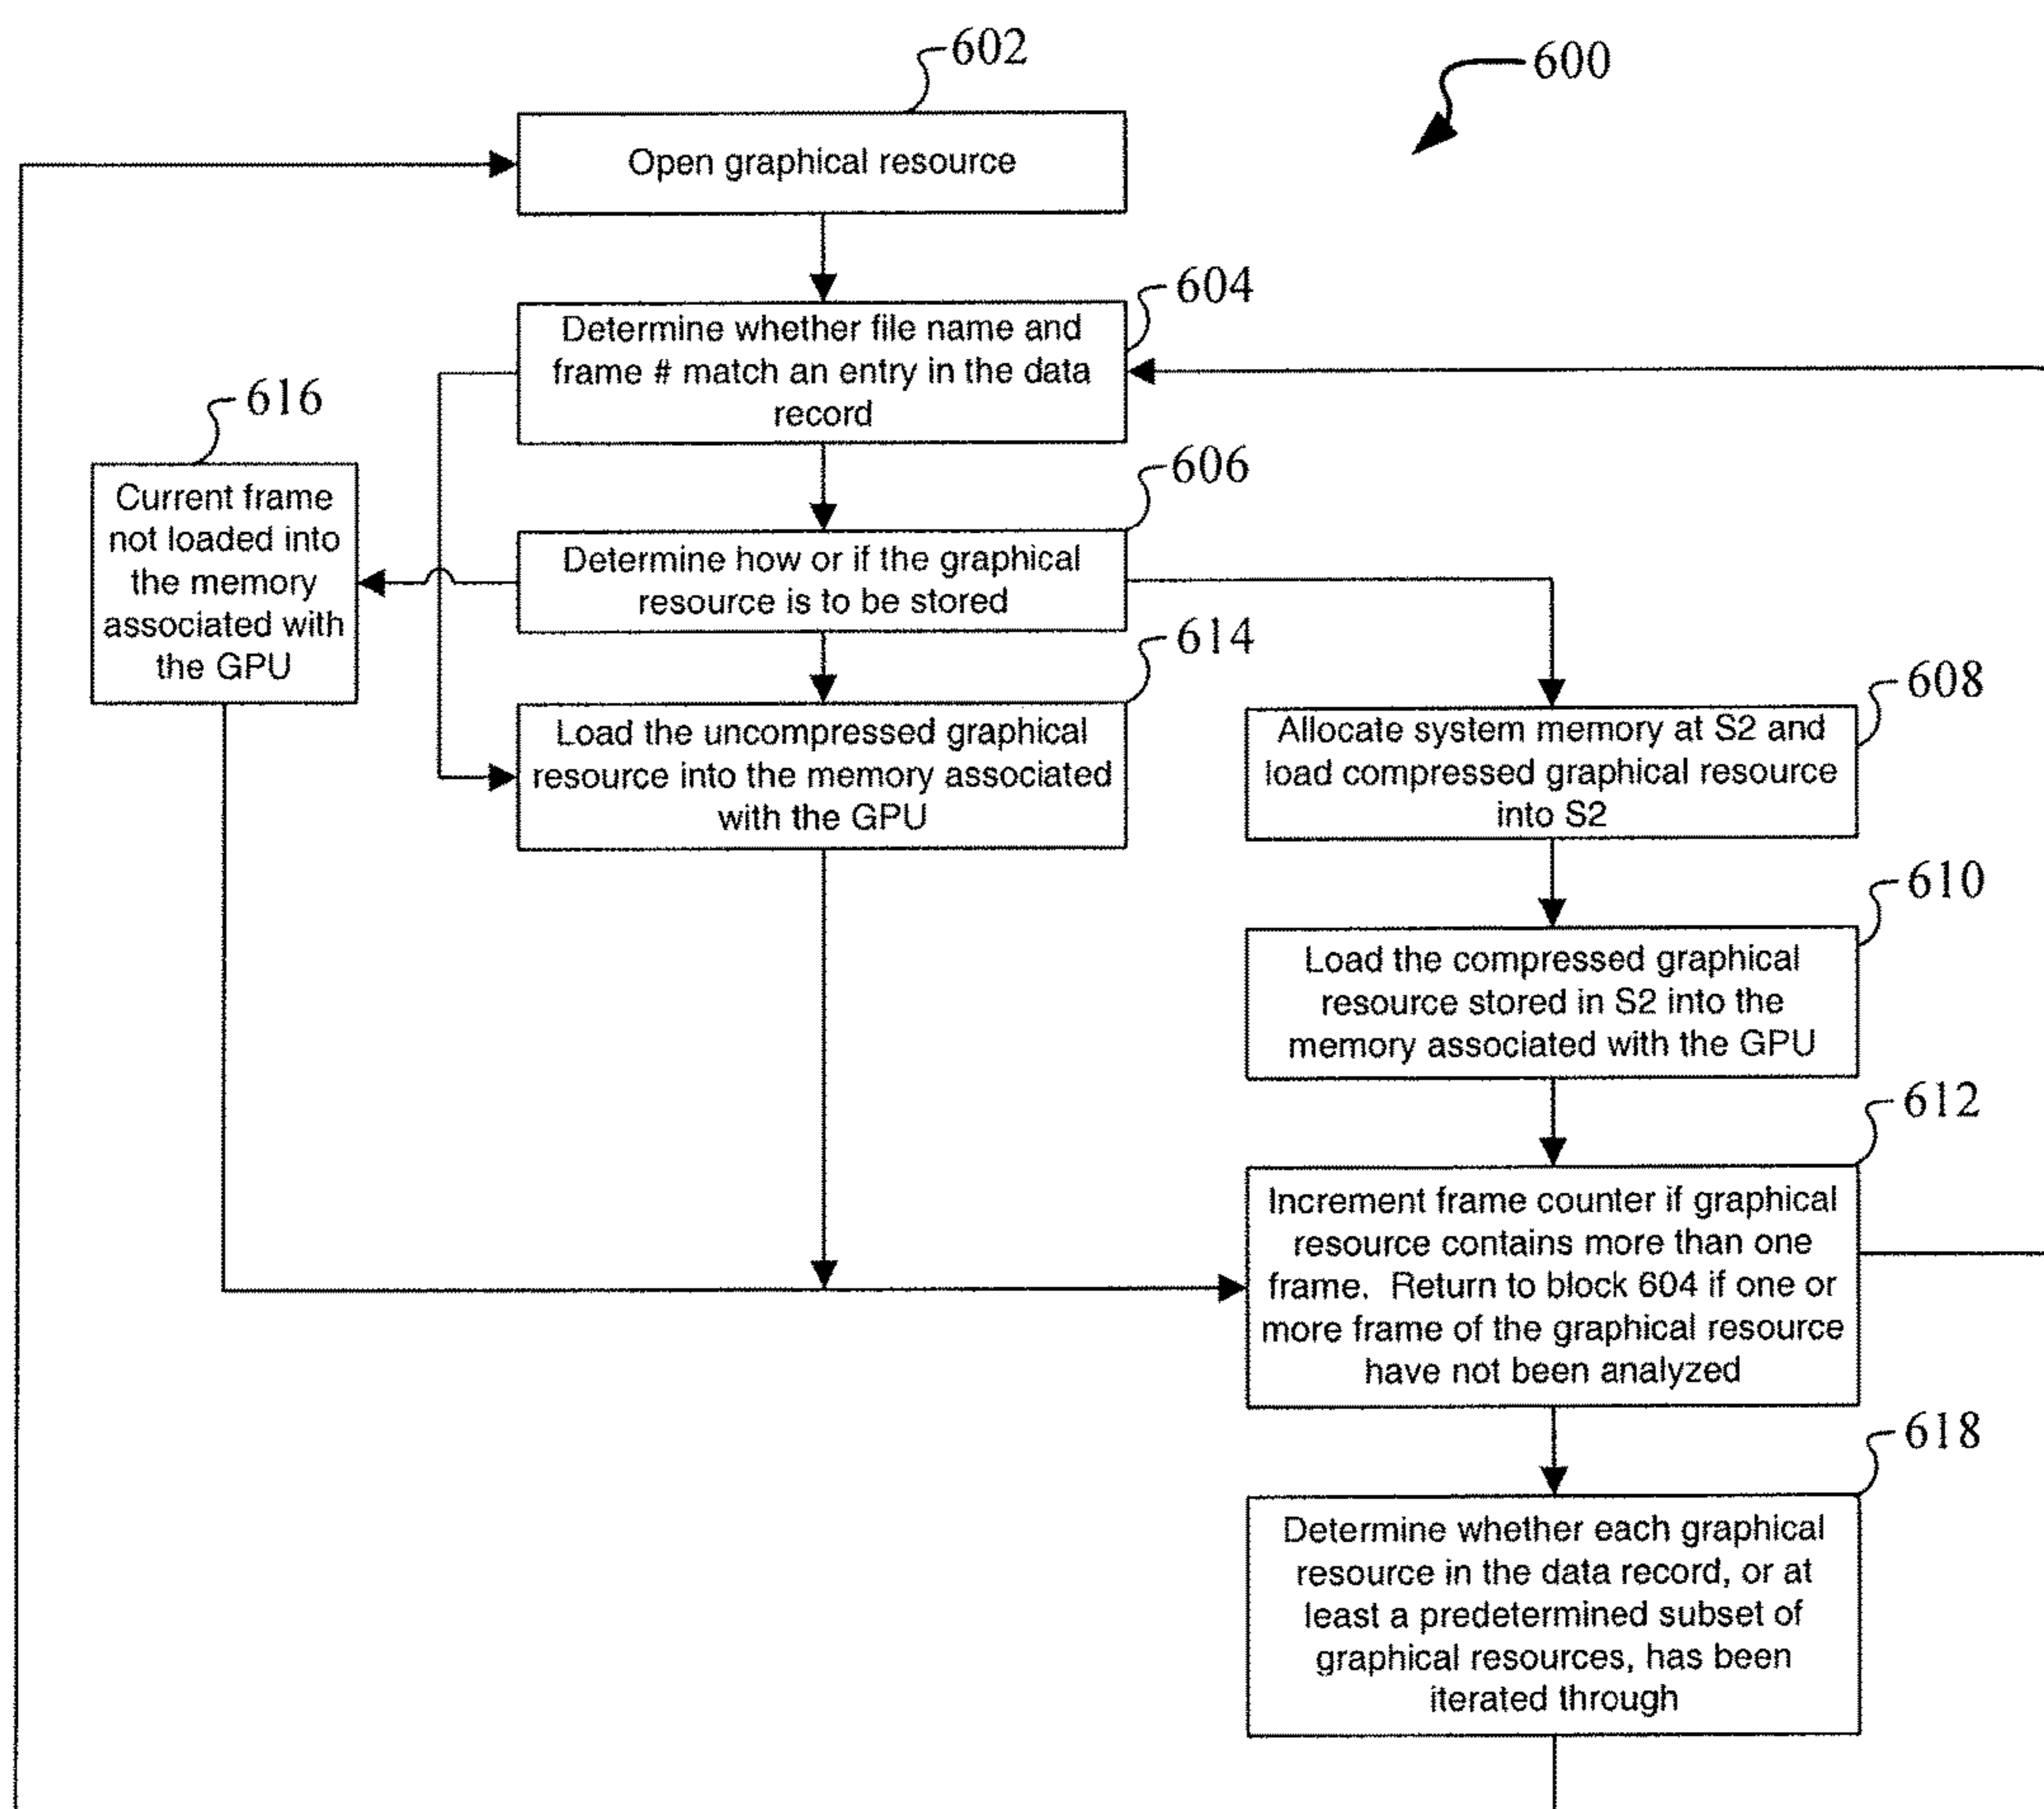 602
600
Open graphical resource
604
Determine whether file name and
frame # match an entry in the data
record
616
Current frame
not loaded into
the memory
associated with
the GPU
606
Determine how or if the graphical
resource is to be stored
614
Load the uncompressed graphical
resource into the memory associated
with the GPU
608
Allocate system memory at S2 and
load compressed graphical resource
into S2
610
Load the compressed graphical
resource stored in S2 into the
memory associated with the GPU
612
Increment frame counter if graphical
resource contains more than one
frame. Return to block 604 if one or
more frame of the graphical resource
have not been analyzed
618
Determine whether each graphical
resource in the data record, or at
least a predetermined subset of
graphical resources, has been
iterated through